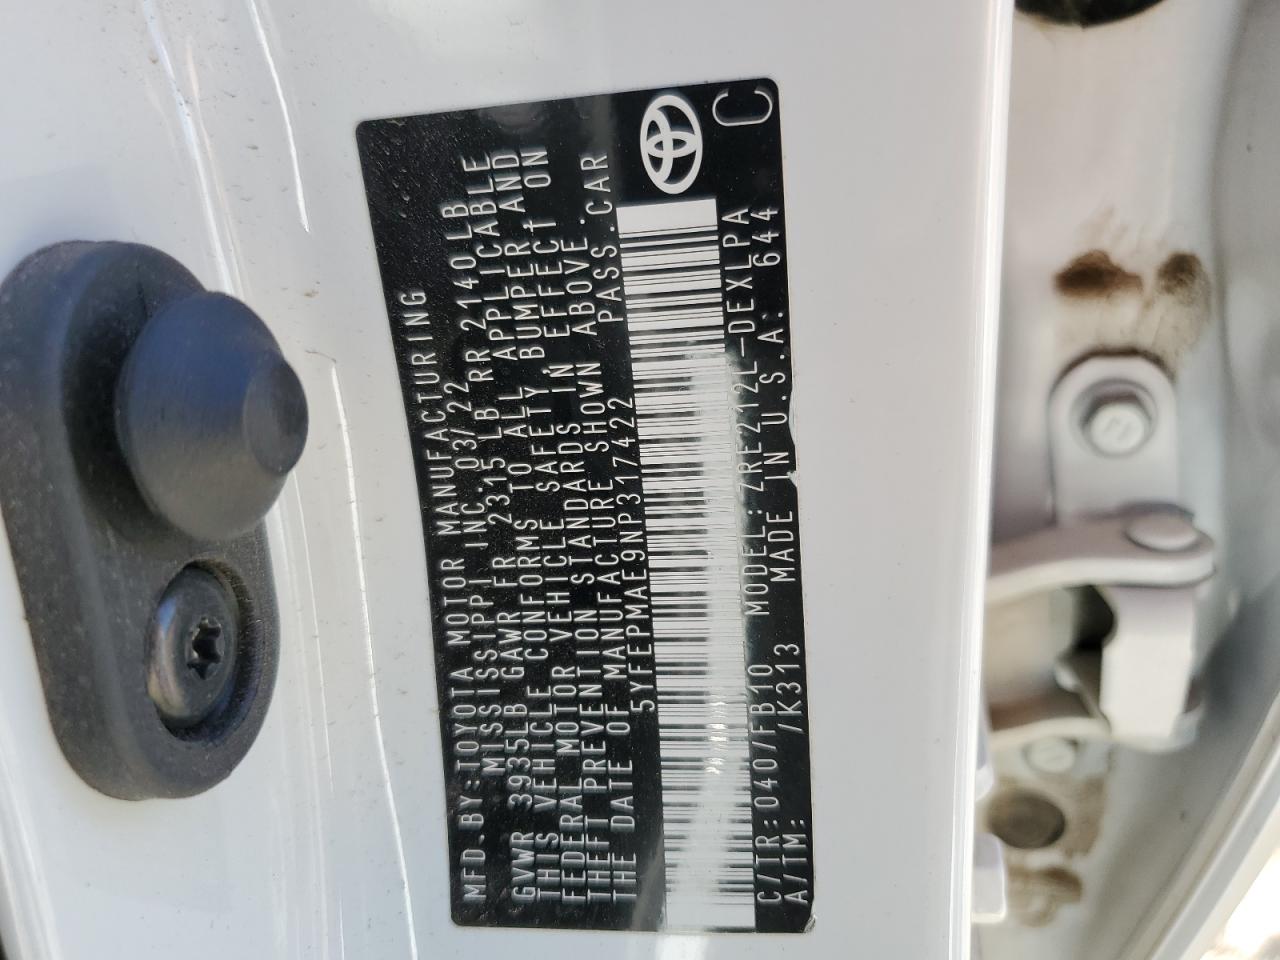 MFD.BY:TOYOTA MOTOR MANUFACTURING
MISSISSIPPI INC. 03/22
GVWR 3935LB GAWR FR 2315 LB RR 2140LB
THIS VEHICLE CONFORMS TO ALL APPLICABLE
FEDERAL MOTOR VEHICLE SAFETY, BUMPER, AND
THEFT PREVENTION STANDARDS IN EFFECT ON
THE DATE OF MANUFACTURE SHOWN ABOVE.
5YFEPMAE9NP317422 PASS.CAR
C/TR:040/FB10 MODEL:ZRE212L-DEXLPA
A/TM: /K313 MADE IN U.S.A: 644
C